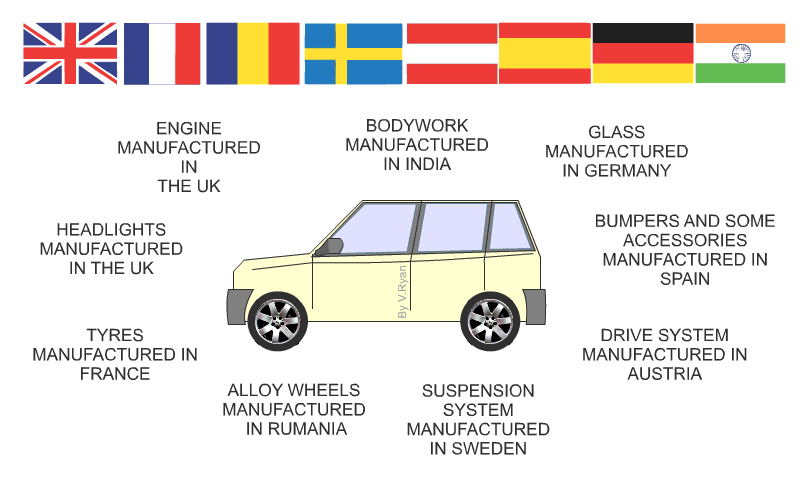 ENGINE
MANUFACTURED
IN
THE UK
BODYWORK
MANUFACTURED
IN INDIA
GLASS
MANUFACTURED
IN GERMANY
HEADLIGHTS
MANUFACTURED
IN THE UK
BUMPERS AND SOME
ACCESSORIES
MANUFACTURED IN
SPAIN
By V.Ryan
TYRES
MANUFACTURED IN
FRANCE
DRIVE SYSTEM
MANUFACTURED IN
AUSTRIA
ALLOY WHEELS
MANUFACTURED
IN RUMANIA
SUSPENSION
SYSTEM
MANUFACTURED
IN SWEDEN